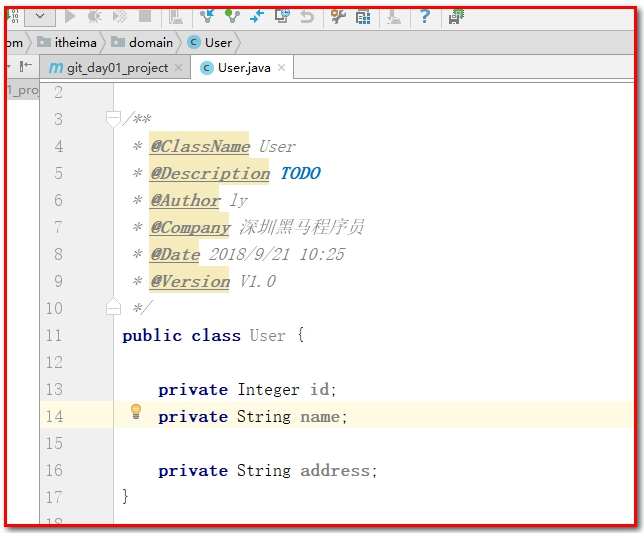 om itheima domain User
git_day01_project User.java
1_proj
2
3 /**
4 * @ClassName User
5 * @Description TODO
6 * @Author ly
7 * @Company 深圳黑马程序员
8 * @Date 2018/9/21 10:25
9 * @Version V1.0
10 */
11 public class User {
12
13 private Integer id;
14 private String name;
15
16 private String address;
17 }
18